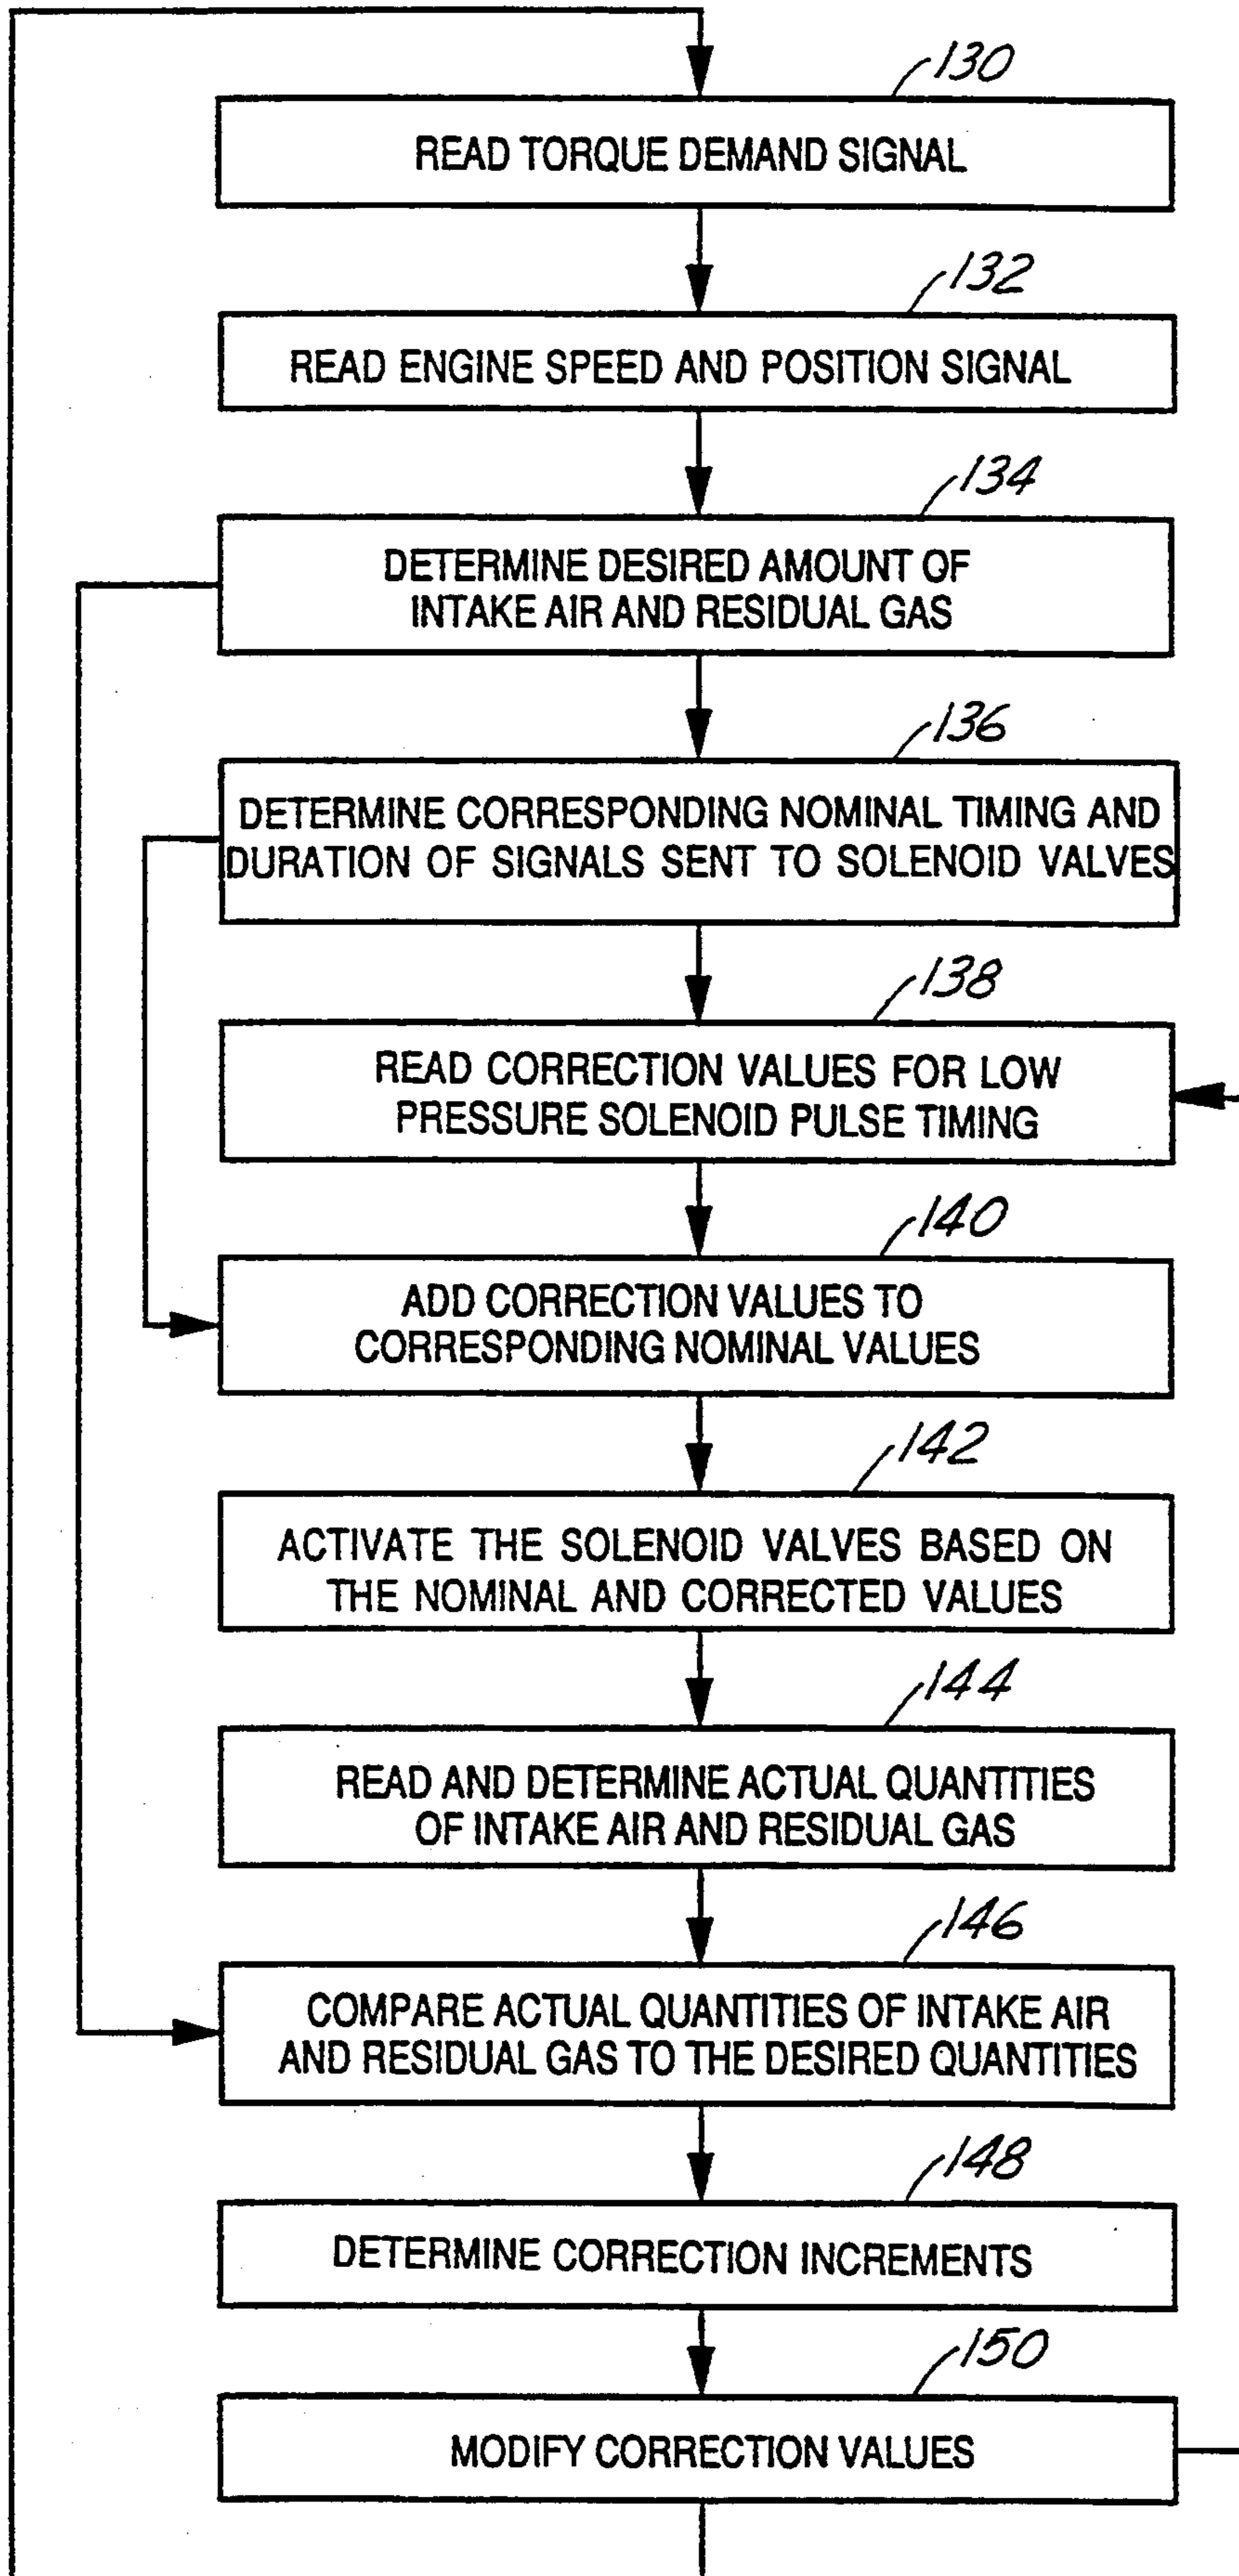 130
READ TORQUE DEMAND SIGNAL
132
READ ENGINE SPEED AND POSITION SIGNAL
134
DETERMINE DESIRED AMOUNT OF
INTAKE AIR AND RESIDUAL GAS
136
DETERMINE CORRESPONDING NOMINAL TIMING AND
DURATION OF SIGNALS SENT TO SOLENOID VALVES
138
READ CORRECTION VALUES FOR LOW
PRESSURE SOLENOID PULSE TIMING
140
ADD CORRECTION VALUES TO
CORRESPONDING NOMINAL VALUES
142
ACTIVATE THE SOLENOID VALVES BASED ON
THE NOMINAL AND CORRECTED VALUES
144
READ AND DETERMINE ACTUAL QUANTITIES
OF INTAKE AIR AND RESIDUAL GAS
146
COMPARE ACTUAL QUANTITIES OF INTAKE AIR
AND RESIDUAL GAS TO THE DESIRED QUANTITIES
148
DETERMINE CORRECTION INCREMENTS
150
MODIFY CORRECTION VALUES